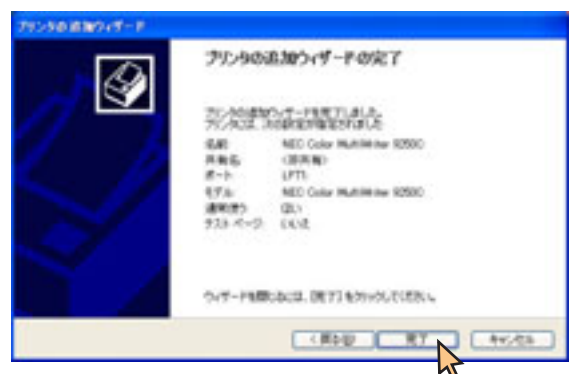 プリンタの追加ウィザード
プリンタの追加ウィザードの完了
プリンタの追加ウィザードを完了しました。
プリンタには、次の設定が指定されました
名前: NEC Color MultiWriter 9250C
共有名: <非共有>
ポート: LPT1:
モデル: NEC Color MultiWriter 9250C
通常使う: はい
テスト ページ: いいえ
ウィザードを閉じるには、[完了] をクリックしてください。
< 戻る(B) 完了 キャンセル